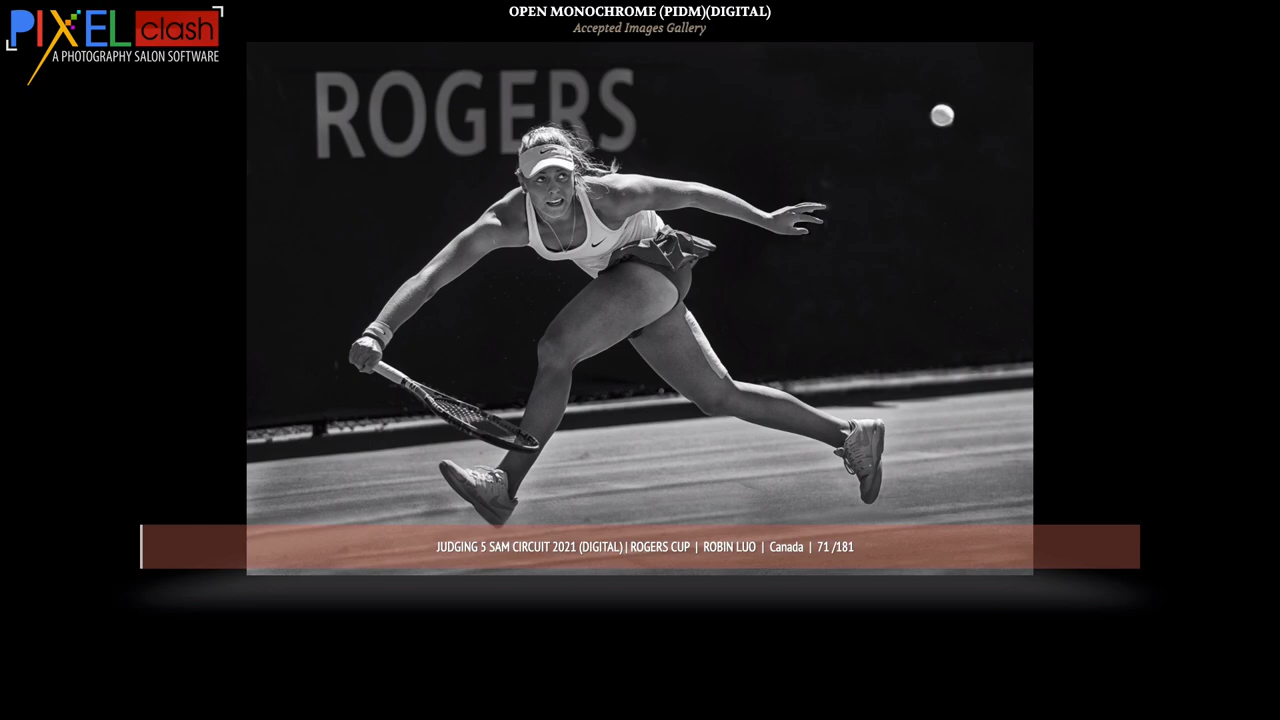 PIXEL clash
A PHOTOGRAPHY SALON SOFTWARE
OPEN MONOCHROME (PIDM)(DIGITAL)
Accepted Images Gallery
ROGERS
JUDGING 5 SAM CIRCUIT 2021 (DIGITAL) | ROGERS CUP | ROBIN LUO | Canada | 71 /181